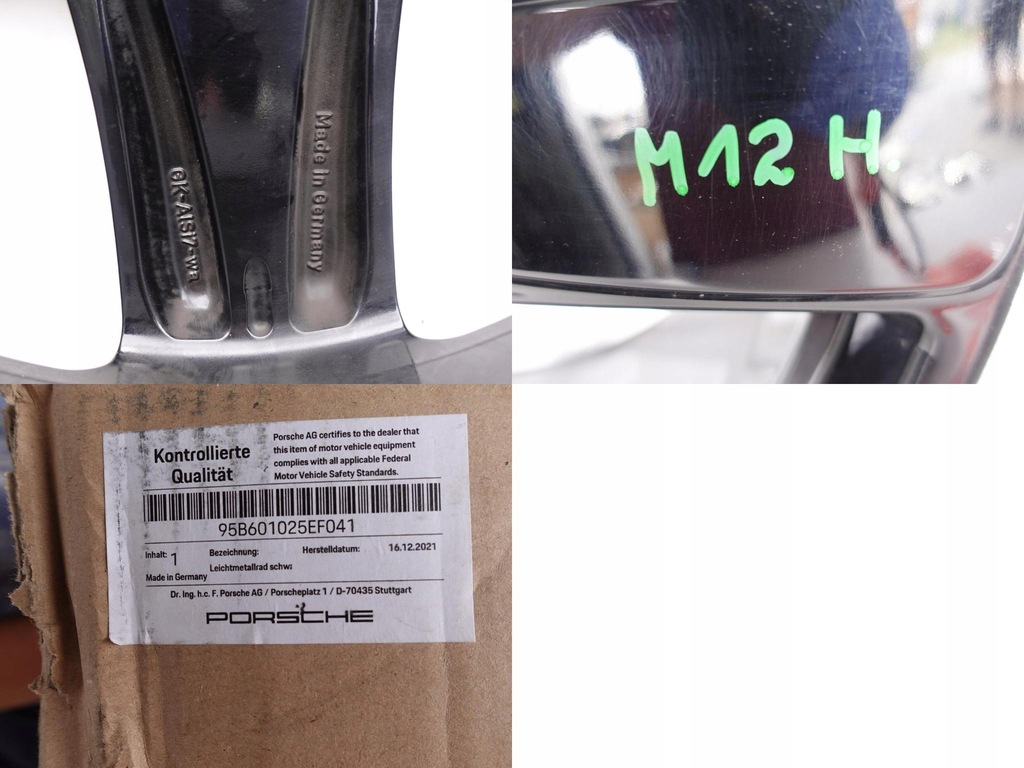 GK-AlSi7-wa
Made in Germany
M12 H
Kontrollierte
Qualität
Porsche AG certifies to the dealer that
this item of motor vehicle equipment
complies with all applicable Federal
Motor Vehicle Safety Standards.
95B601025EF041
Inhalt: 1
Bezeichnung:
Herstelldatum:
16.12.2021
Leichtmetallrad schwa
Made in Germany
Dr. Ing. h.c. F. Porsche AG / Porscheplatz 1 / D-70435 Stuttgart
PORSCHE